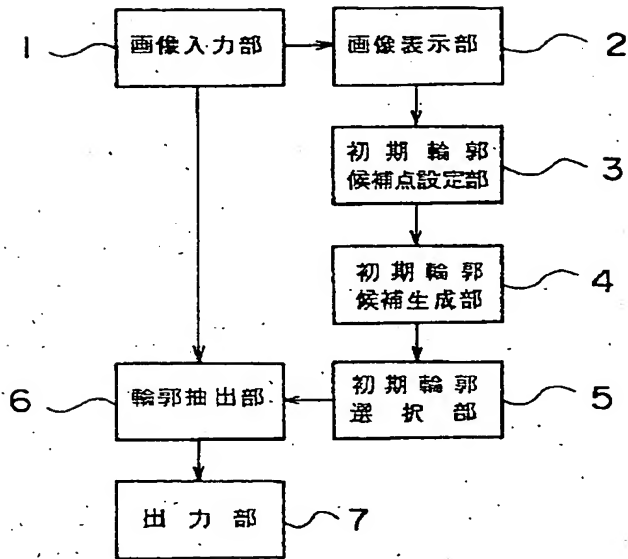 1 画像入力部 画像表示部 2
初期輪郭
候補点設定部 3
初期輪郭
候補生成部 4
6 輪郭抽出部 初期輪郭
選択部 5
出力部 7